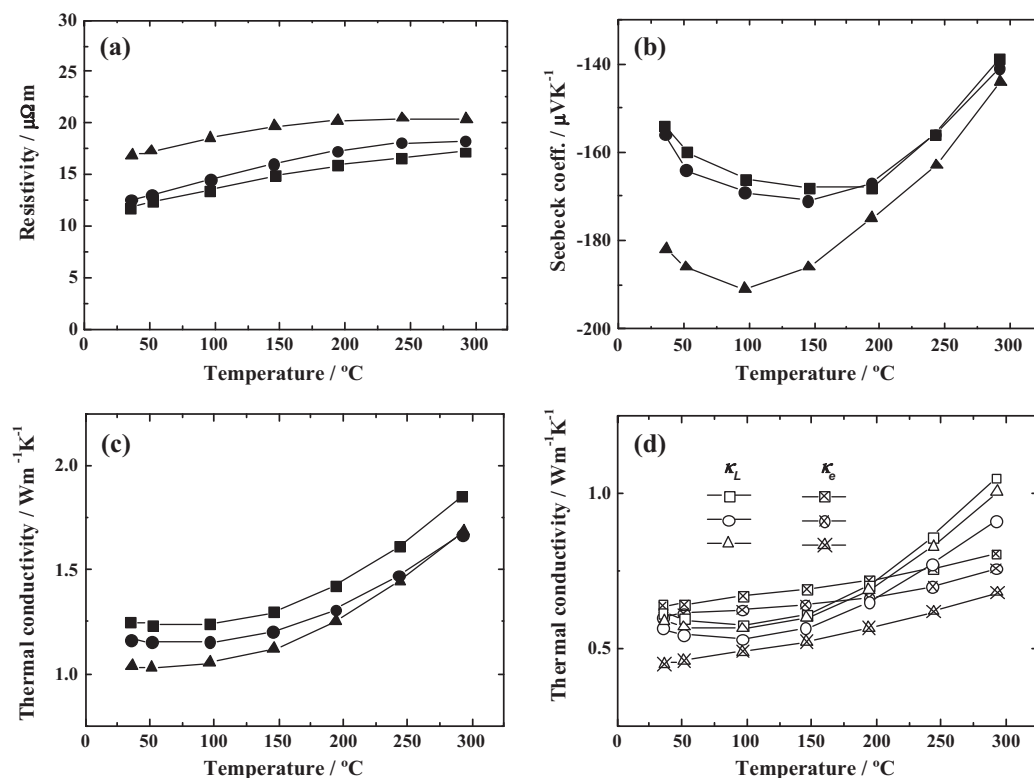 (a)
30
25
20
15
10
5
0
0 50 100 150 200 250 300
Resistivity / μΩm
Temperature / ºC
(b)
-140
-160
-180
-200
0 50 100 150 200 250 300
Seebeck coeff. / μVK⁻¹
Temperature / ºC
(c)
2.0
1.5
1.0
0 50 100 150 200 250 300
Thermal conductivity / Wm⁻¹K⁻¹
Temperature / ºC
(d)
κL κe
1.0
0.5
0 50 100 150 200 250 300
Thermal conductivity / Wm⁻¹K⁻¹
Temperature / ºC